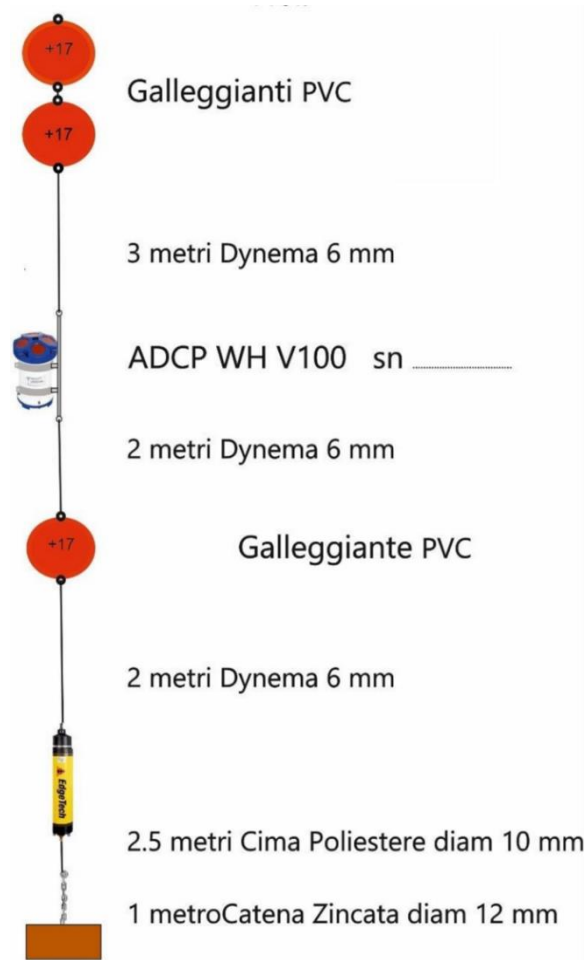 +17
Galleggianti PVC
+17
3 metri Dynema 6 mm
ADCP WH V100 sn
2 metri Dynema 6 mm
+17
Galleggiante PVC
2 metri Dynema 6 mm
EdgeTech
2.5 metri Cima Poliestere diam 10 mm
1 metroCatena Zincata diam 12 mm